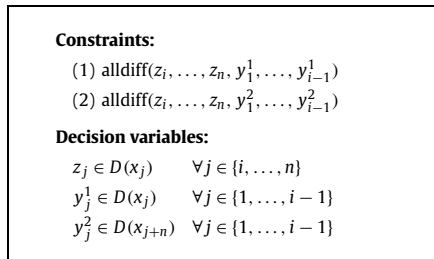 Constraints:
(1) alldiff(z_i, . . . , z_n, y_1^1, . . . , y_{i−1}^1)
(2) alldiff(z_i, . . . , z_n, y_1^2, . . . , y_{i−1}^2)
Decision variables:
z_j ∈ D(x_j) ∀j ∈ {i, . . . , n}
y_j^1 ∈ D(x_j) ∀j ∈ {1, . . . , i − 1}
y_j^2 ∈ D(x_{j+n}) ∀j ∈ {1, . . . , i − 1}